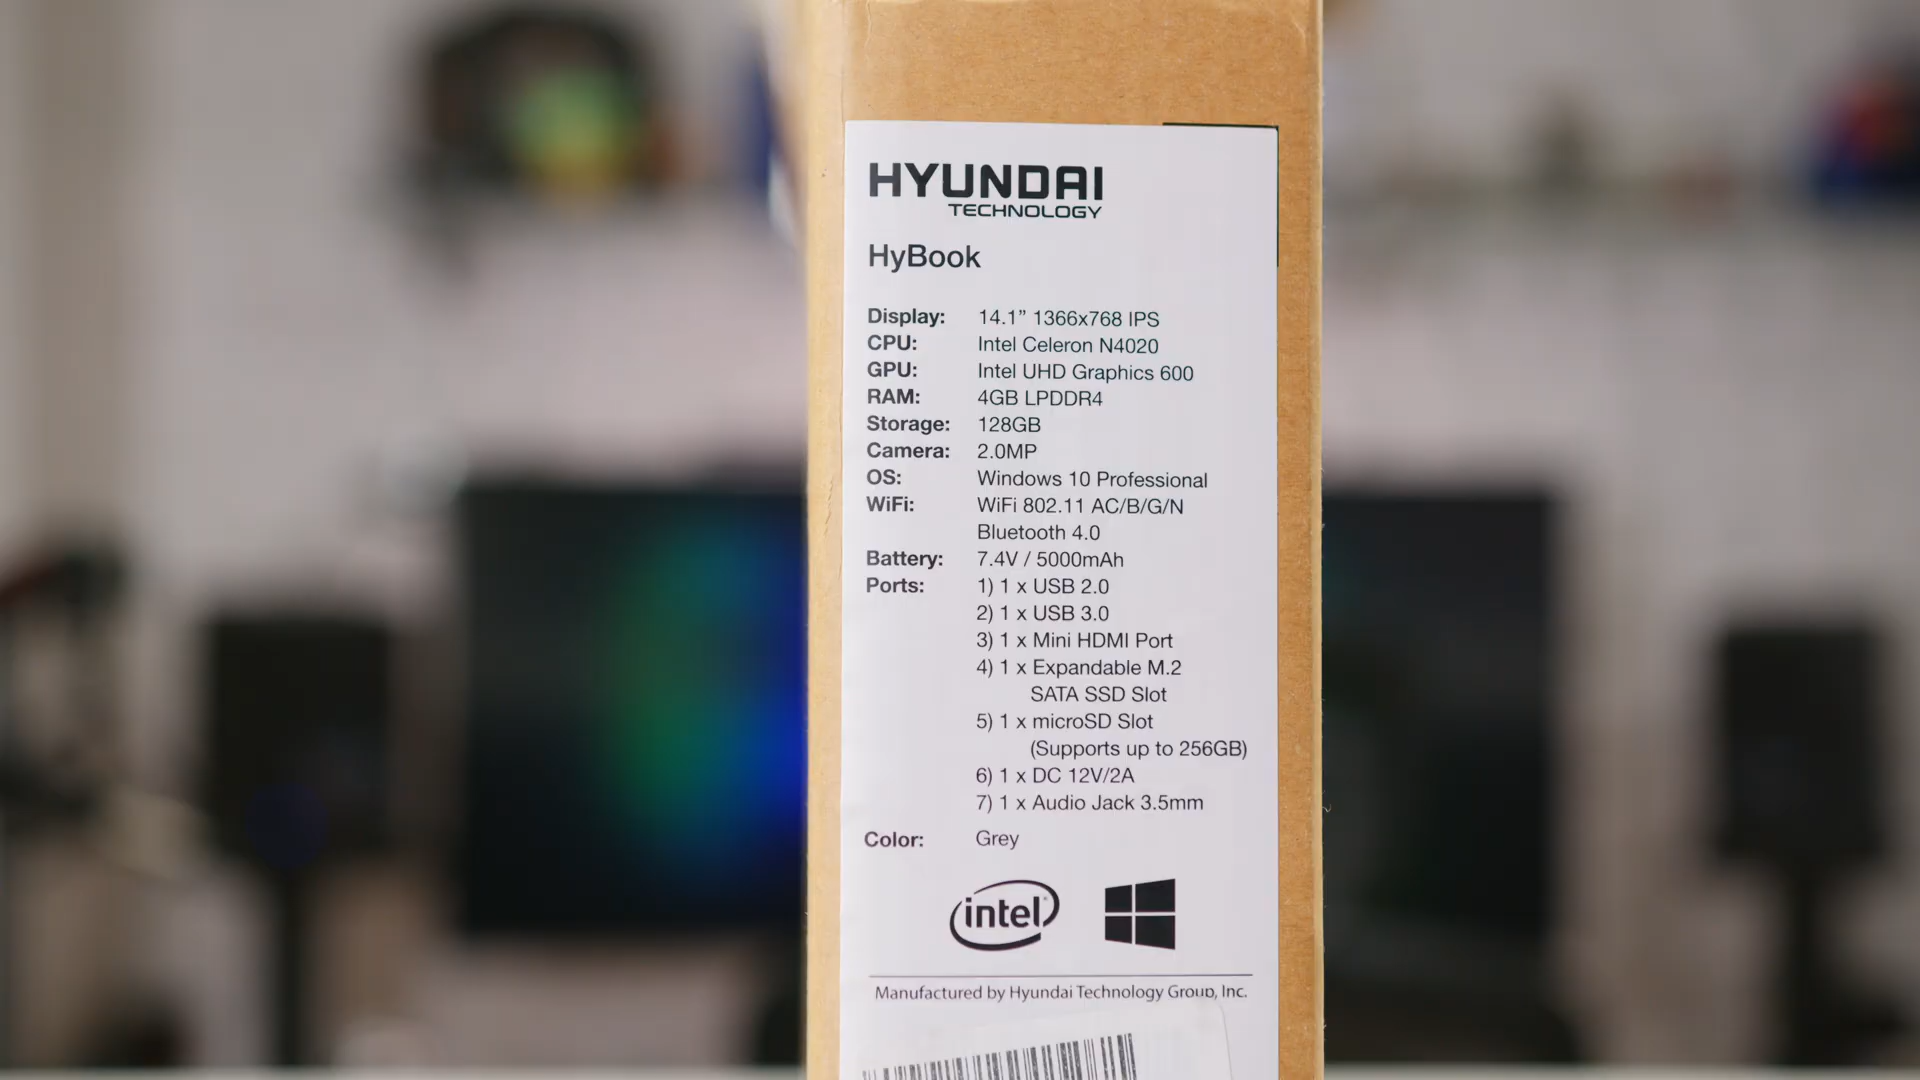 HYUNDAI
TECHNOLOGY
HyBook
Display: 14.1” 1366x768 IPS
CPU: Intel Celeron N4020
GPU: Intel UHD Graphics 600
RAM: 4GB LPDDR4
Storage: 128GB
Camera: 2.0MP
OS: Windows 10 Professional
WiFi: WiFi 802.11 AC/B/G/N
Bluetooth 4.0
Battery: 7.4V / 5000mAh
Ports: 1) 1 x USB 2.0
2) 1 x USB 3.0
3) 1 x Mini HDMI Port
4) 1 x Expandable M.2
SATA SSD Slot
5) 1 x microSD Slot
(Supports up to 256GB)
6) 1 x DC 12V/2A
7) 1 x Audio Jack 3.5mm
Color: Grey
intel
Manufactured by Hyundai Technology Group, Inc.